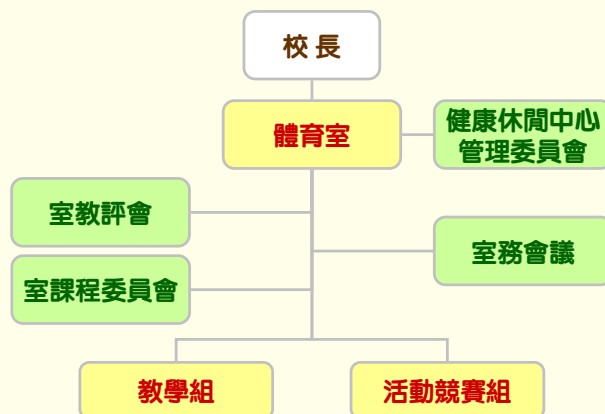 校長
體育室
健康休閒中心
管理委員會
室教評會
室務會議
室課程委員會
教學組
活動競賽組